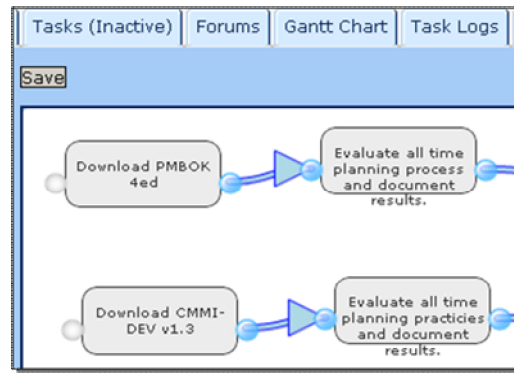 Tasks (Inactive) Forums Gantt Chart Task Logs
Save
Download PMBOK
4ed
Evaluate all time
planning process
and document
results.
Download CMMI-
DEV v1.3
Evaluate all time
planning practicies
and document
results.